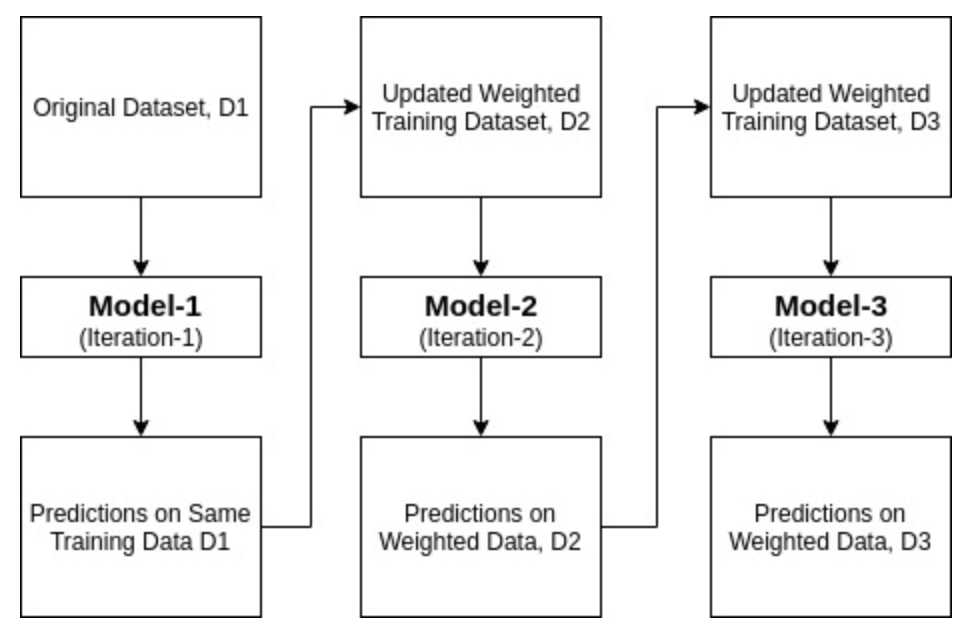 Original Dataset, D1
Model-1
(Iteration-1)
Predictions on Same
Training Data D1
Updated Weighted
Training Dataset, D2
Model-2
(Iteration-2)
Predictions on
Weighted Data, D2
Updated Weighted
Training Dataset, D3
Model-3
(Iteration-3)
Predictions on
Weighted Data, D3